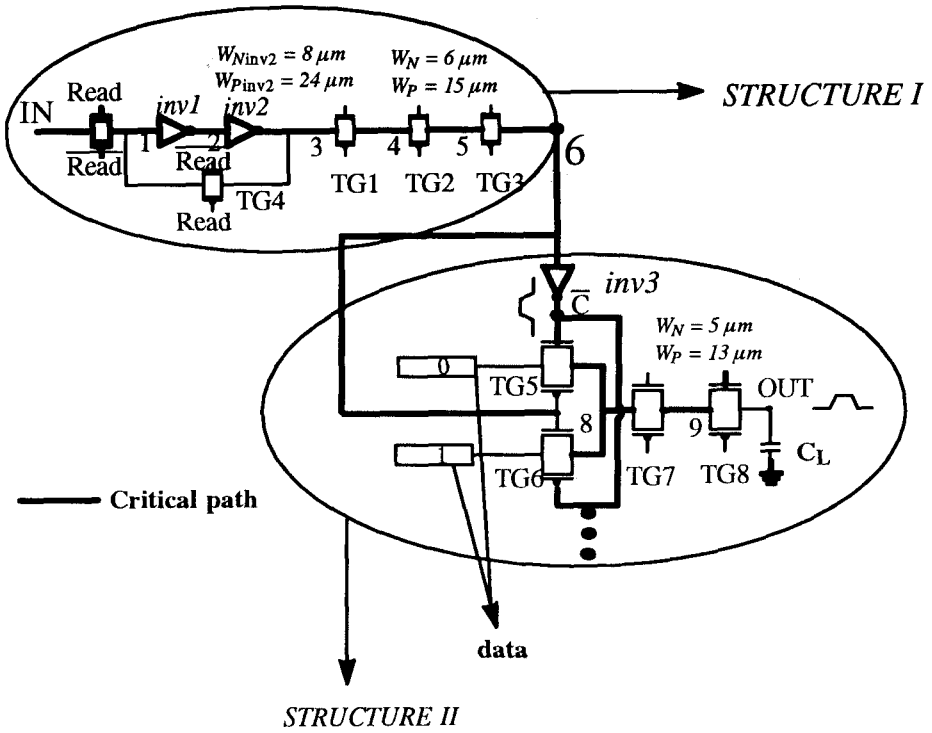 W_Ninv2 = 8 μm
W_Pinv2 = 24 μm
W_N = 6 μm
W_P = 15 μm
STRUCTURE I
IN
Read
R̅e̅a̅d̅
inv1
inv2
1
2
3
4
5
6
R̅e̅a̅d̅
Read
TG4
TG1
TG2
TG3
inv3
C̅
W_N = 5 μm
W_P = 13 μm
0
TG5
OUT
8
9
1
TG6
TG7
TG8
C_L
Critical path
data
STRUCTURE II